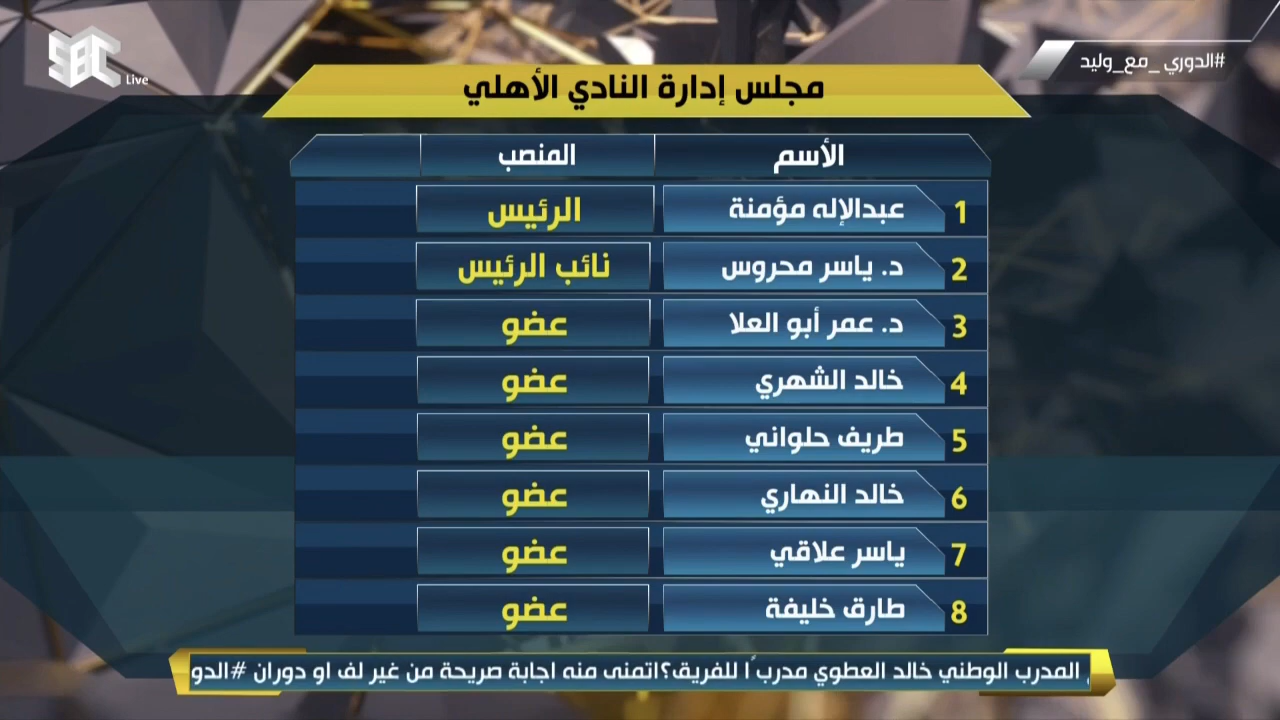 SBC Live
#الدوري _مع_وليد
مجلس إدارة النادي الأهلي
الأسم المنصب
1 عبدالإله مؤمنة الرئيس
2 د. ياسر محروس نائب الرئيس
3 د. عمر أبو العلا عضو
4 خالد الشهري عضو
5 طريف حلواني عضو
6 خالد النهاري عضو
7 ياسر علاقي عضو
8 طارق خليفة عضو
المدرب الوطني خالد العطوي مدرب ًا للفريق؟اتمنى منه اجابة صريحة من غير لف او دوران #الدو